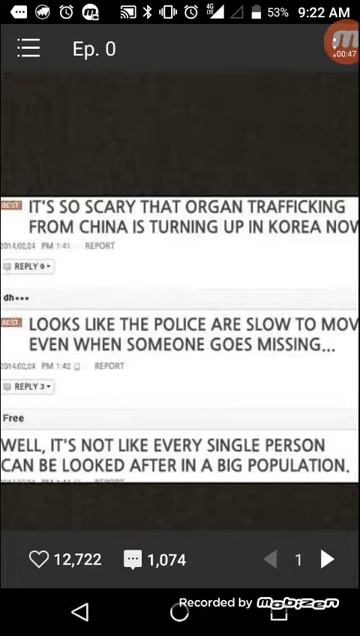 4G
53%
9:22 AM
Ep. 0
00:47
BEST
IT'S SO SCARY THAT ORGAN TRAFFICKING
FROM CHINA IS TURNING UP IN KOREA NOV
2014,02,24 PM 1:41 REPORT
REPLY 0
dh•••
BEST
LOOKS LIKE THE POLICE ARE SLOW TO MOV
EVEN WHEN SOMEONE GOES MISSING...
2014,02,24 PM 1:42 REPORT
REPLY 3
Free
WELL, IT'S NOT LIKE EVERY SINGLE PERSON
CAN BE LOOKED AFTER IN A BIG POPULATION.
12,722
1,074
1
Recorded by Mobizen